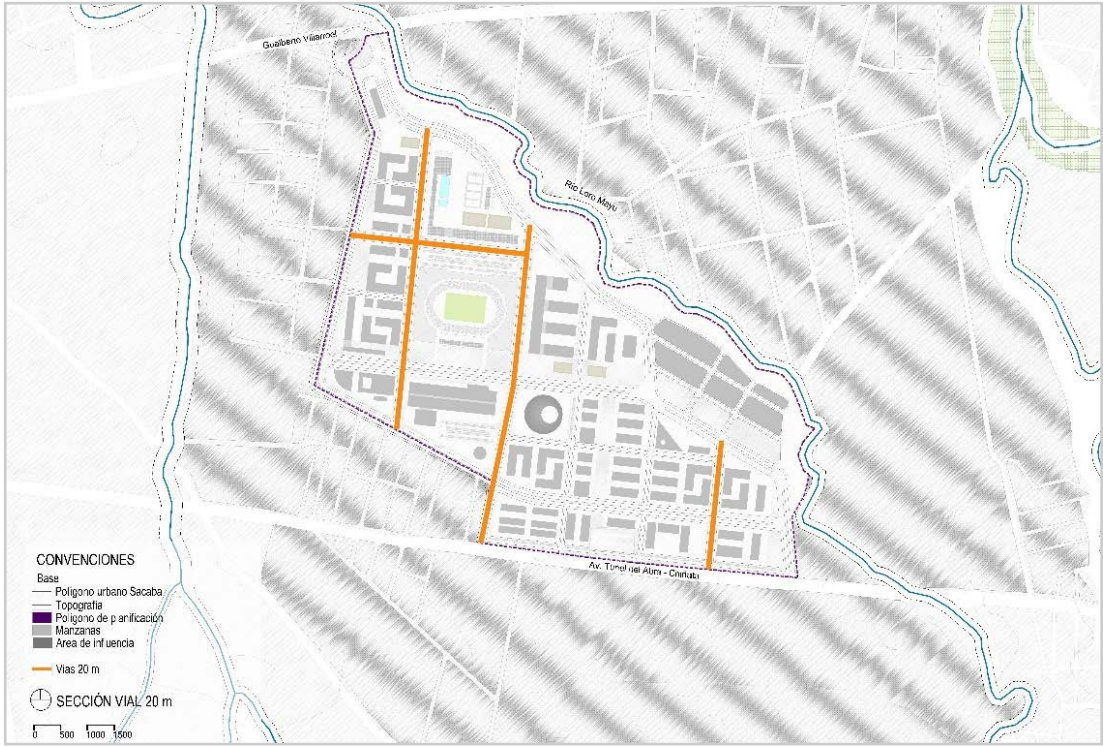 Gualberto Villarroel
Río Loro Mayu
Av. Túnel del Abra - Chiñata
CONVENCIONES
Base
Polígono urbano Sacaba
Topografía
Polígono de planificación
Manzanas
Área de influencia
Vías 20 m
SECCIÓN VIAL 20 m
0 500 1000 1500